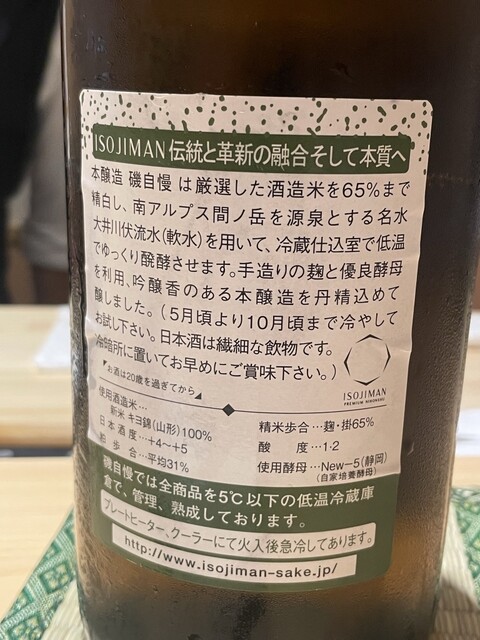 ISOJIMAN 伝統と革新の融合そして本質へ
本醸造 磯自慢 は厳選した酒造米を65%まで
精白し、南アルプス間ノ岳を源泉とする名水
大井川伏流水(軟水)を用いて、冷蔵仕込室で低温
でゆっくり醗酵させます。手造りの麹と優良酵母
を利用、吟醸香のある本醸造を丹精込めて
醸しました。(5月頃より10月頃まで冷やして
お試し下さい。日本酒は繊細な飲物です。
冷暗所に置いてお早めにご賞味下さい。)
お酒は20歳を過ぎてから
ISOJIMAN
PREMIUM NIHONSHU
使用酒造米…
新米 キヨ錦(山形)100%
日本酒度…+4〜+5
粕歩合…平均31%
精米歩合…麹・掛65%
酸度…1·2
使用酵母…New-5(静岡)
(自家培養酵母)
磯自慢では全商品を5℃以下の低温冷蔵庫
倉で、管理、熟成しております。
プレートヒーター、クーラーにて火入後急冷してあります。
http://www.isojiman-sake.jp/